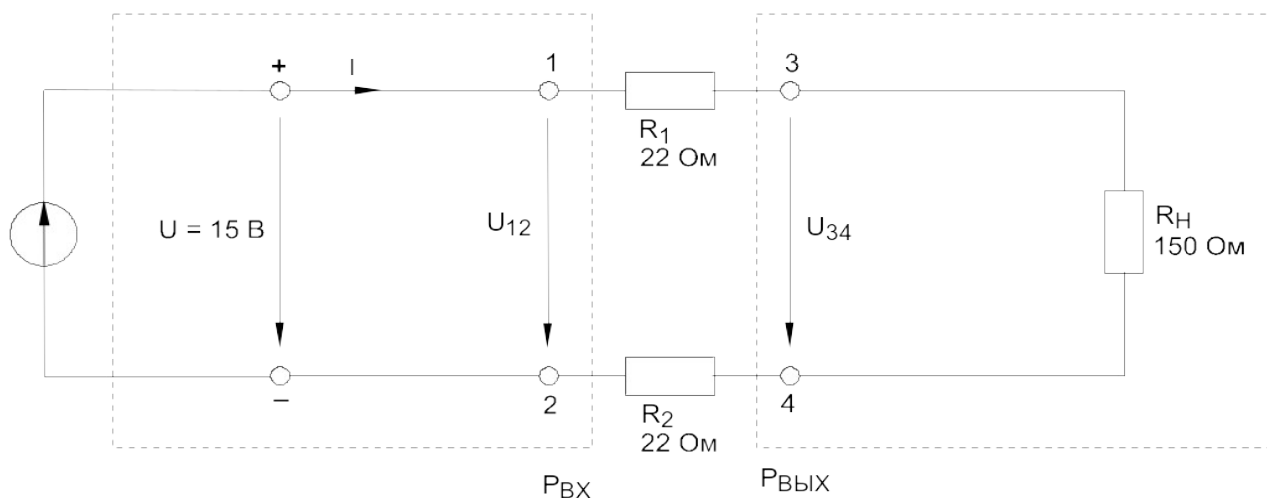 +
I
1
3
R1
22 Ом
U = 15 В
U12
U34
RН
150 Ом
−
2
R2
22 Ом
4
PВХ
PВЫХ